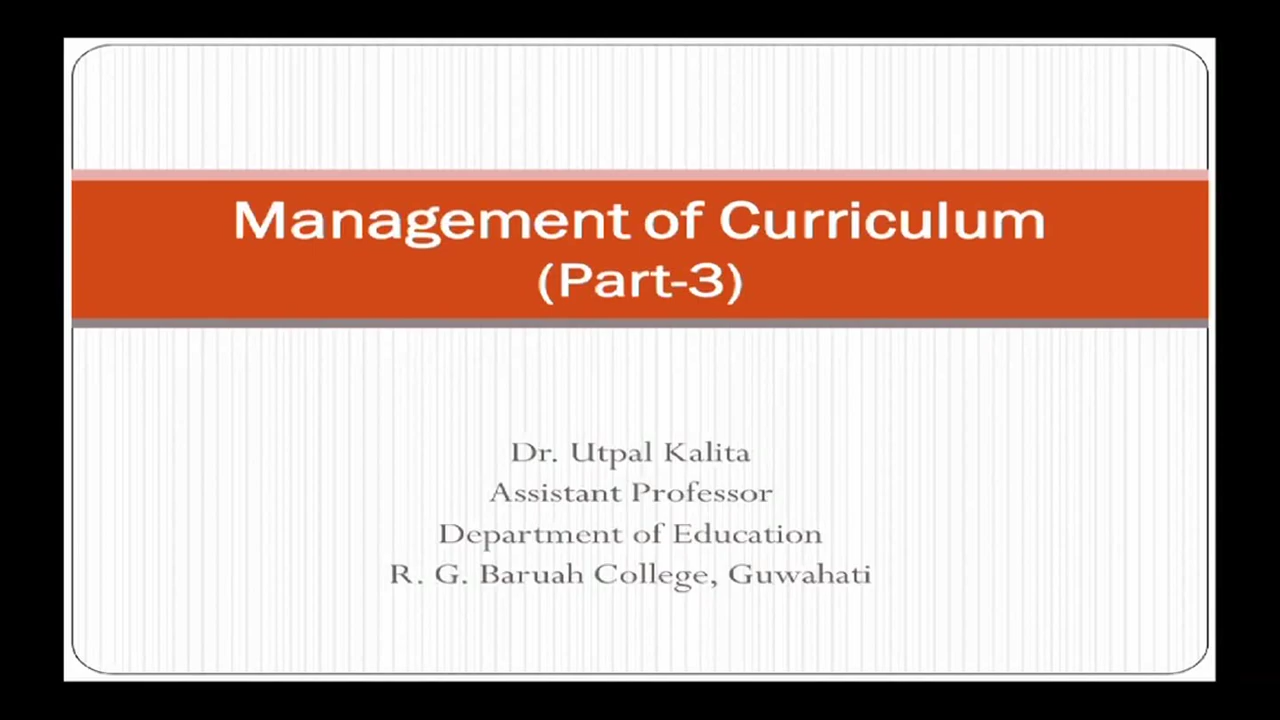 Management of Curriculum
(Part-3)
Dr. Utpal Kalita
Assistant Professor
Department of Education
R. G. Baruah College, Guwahati